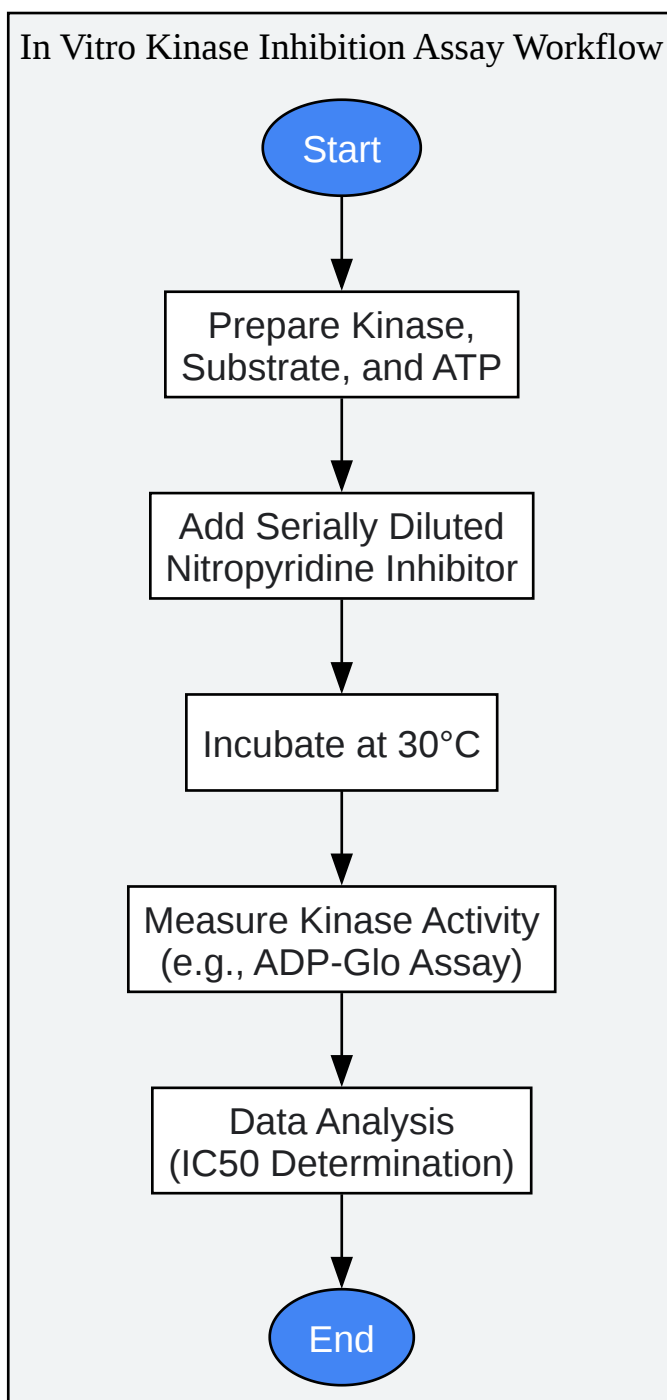 In Vitro Kinase Inhibition Assay Workflow
Start
Prepare Kinase,
Substrate, and ATP
Add Serially Diluted
Nitropyridine Inhibitor
Incubate at 30°C
Measure Kinase Activity
(e.g., ADP-Glo Assay)
Data Analysis
(IC50 Determination)
End